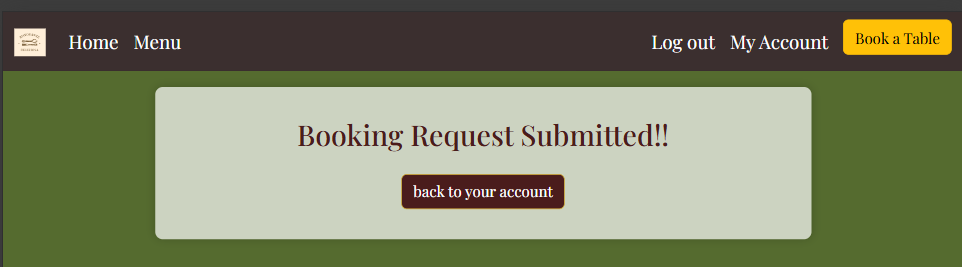 Home Menu Log out My Account Book a Table
Booking Request Submitted!!
back to your account